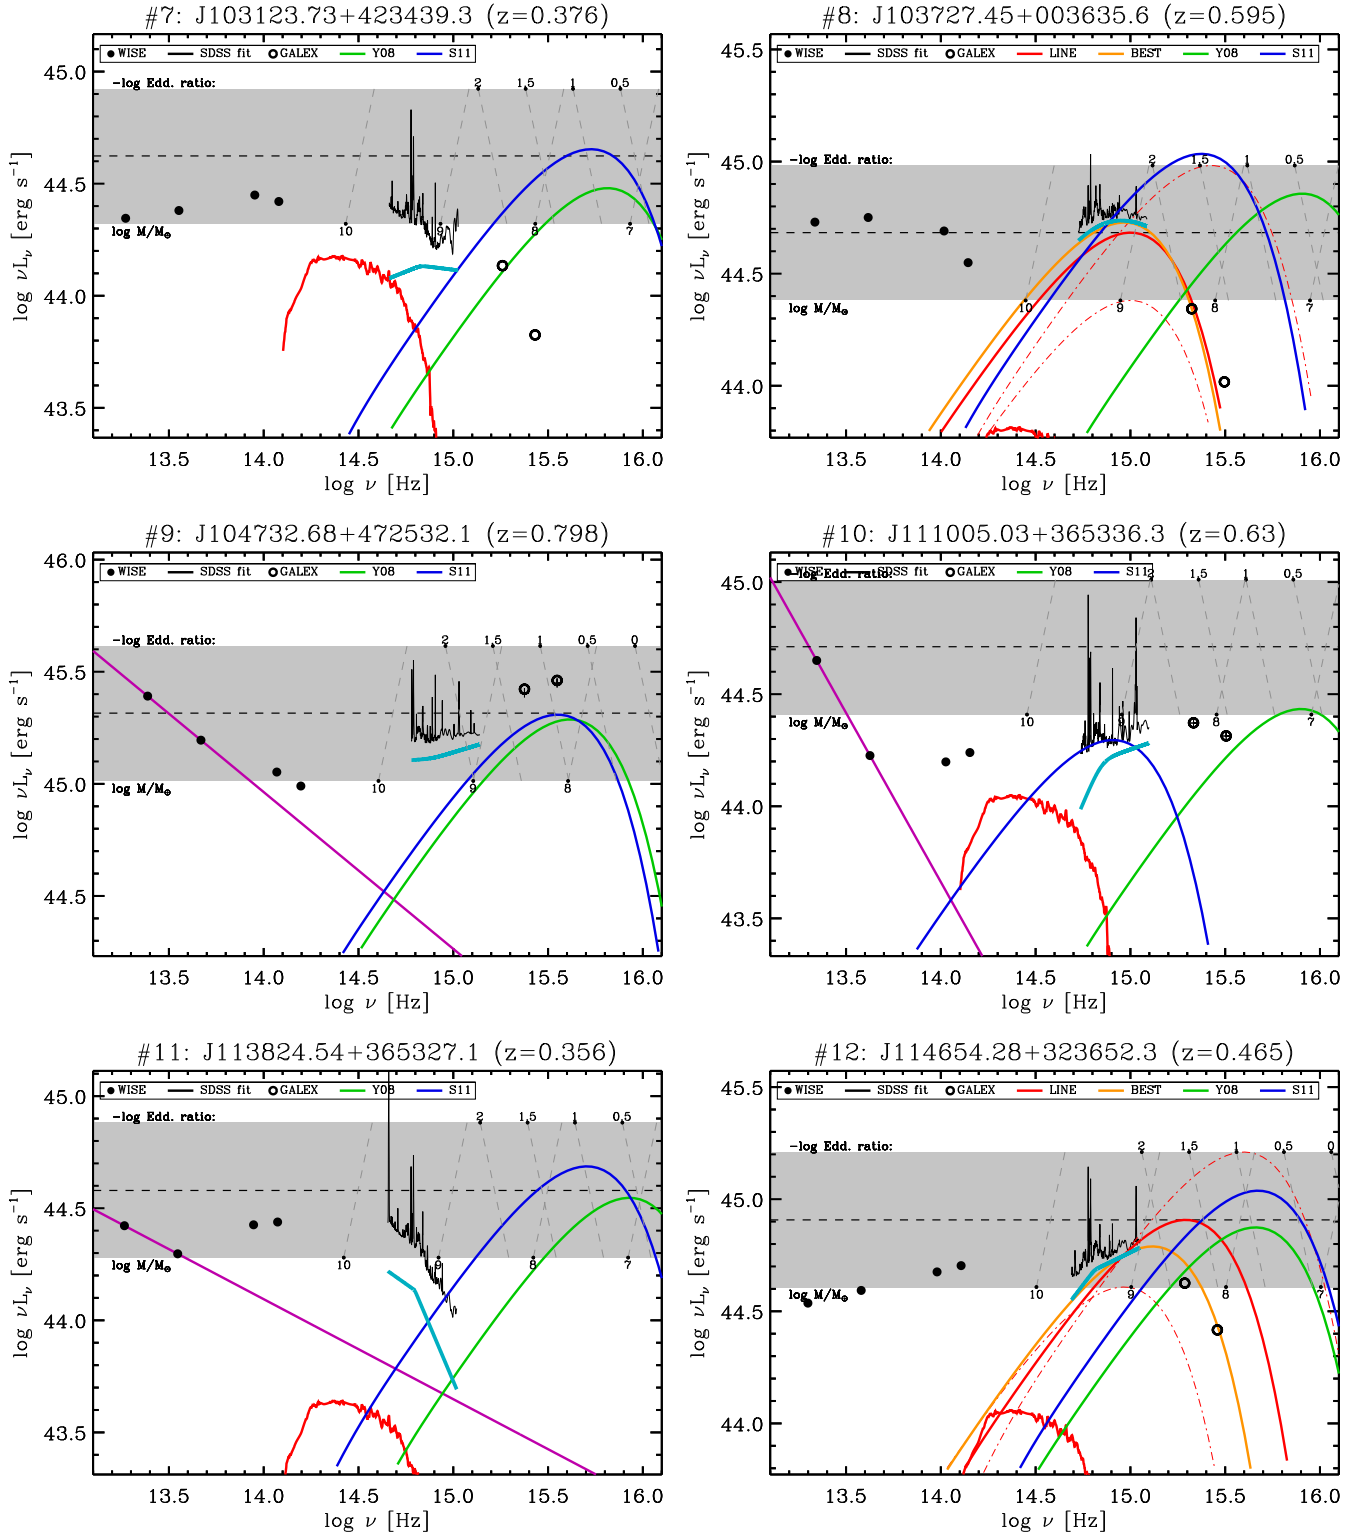 #7: J103123.73+423439.3 (z=0.376)
WISE SDSS fit GALEX Y08 S11
-log Edd. ratio: 2 1.5 1 0.5
log M/M⊙ 10 9 8 7
45.0
44.5
44.0
43.5
log νLν [erg s⁻¹]
13.5 14.0 14.5 15.0 15.5 16.0
log ν [Hz]
#8: J103727.45+003635.6 (z=0.595)
WISE SDSS fit GALEX LINE BEST Y08 S11
-log Edd. ratio: 2 1.5 1 0.5
log M/M⊙ 10 9 8 7
45.5
45.0
44.5
44.0
log νLν [erg s⁻¹]
13.5 14.0 14.5 15.0 15.5 16.0
log ν [Hz]
#9: J104732.68+472532.1 (z=0.798)
WISE SDSS fit GALEX Y08 S11
-log Edd. ratio: 2 1.5 1 0.5 0
log M/M⊙ 10 9 8
46.0
45.5
45.0
44.5
log νLν [erg s⁻¹]
13.5 14.0 14.5 15.0 15.5 16.0
log ν [Hz]
#10: J111005.03+365336.3 (z=0.63)
WISE SDSS fit GALEX Y08 S11
-log Edd. ratio: 2 1.5 1 0.5
log M/M⊙ 10 9 8 7
45.0
44.5
44.0
43.5
log νLν [erg s⁻¹]
13.5 14.0 14.5 15.0 15.5 16.0
log ν [Hz]
#11: J113824.54+365327.1 (z=0.356)
WISE SDSS fit GALEX Y08 S11
-log Edd. ratio: 2 1.5 1 0.5
log M/M⊙ 10 9 8 7
45.0
44.5
44.0
43.5
log νLν [erg s⁻¹]
13.5 14.0 14.5 15.0 15.5 16.0
log ν [Hz]
#12: J114654.28+323652.3 (z=0.465)
WISE SDSS fit GALEX LINE BEST Y08 S11
-log Edd. ratio: 2 1.5 1 0.5 0
log M/M⊙ 10 9 8 7
45.5
45.0
44.5
44.0
log νLν [erg s⁻¹]
13.5 14.0 14.5 15.0 15.5 16.0
log ν [Hz]